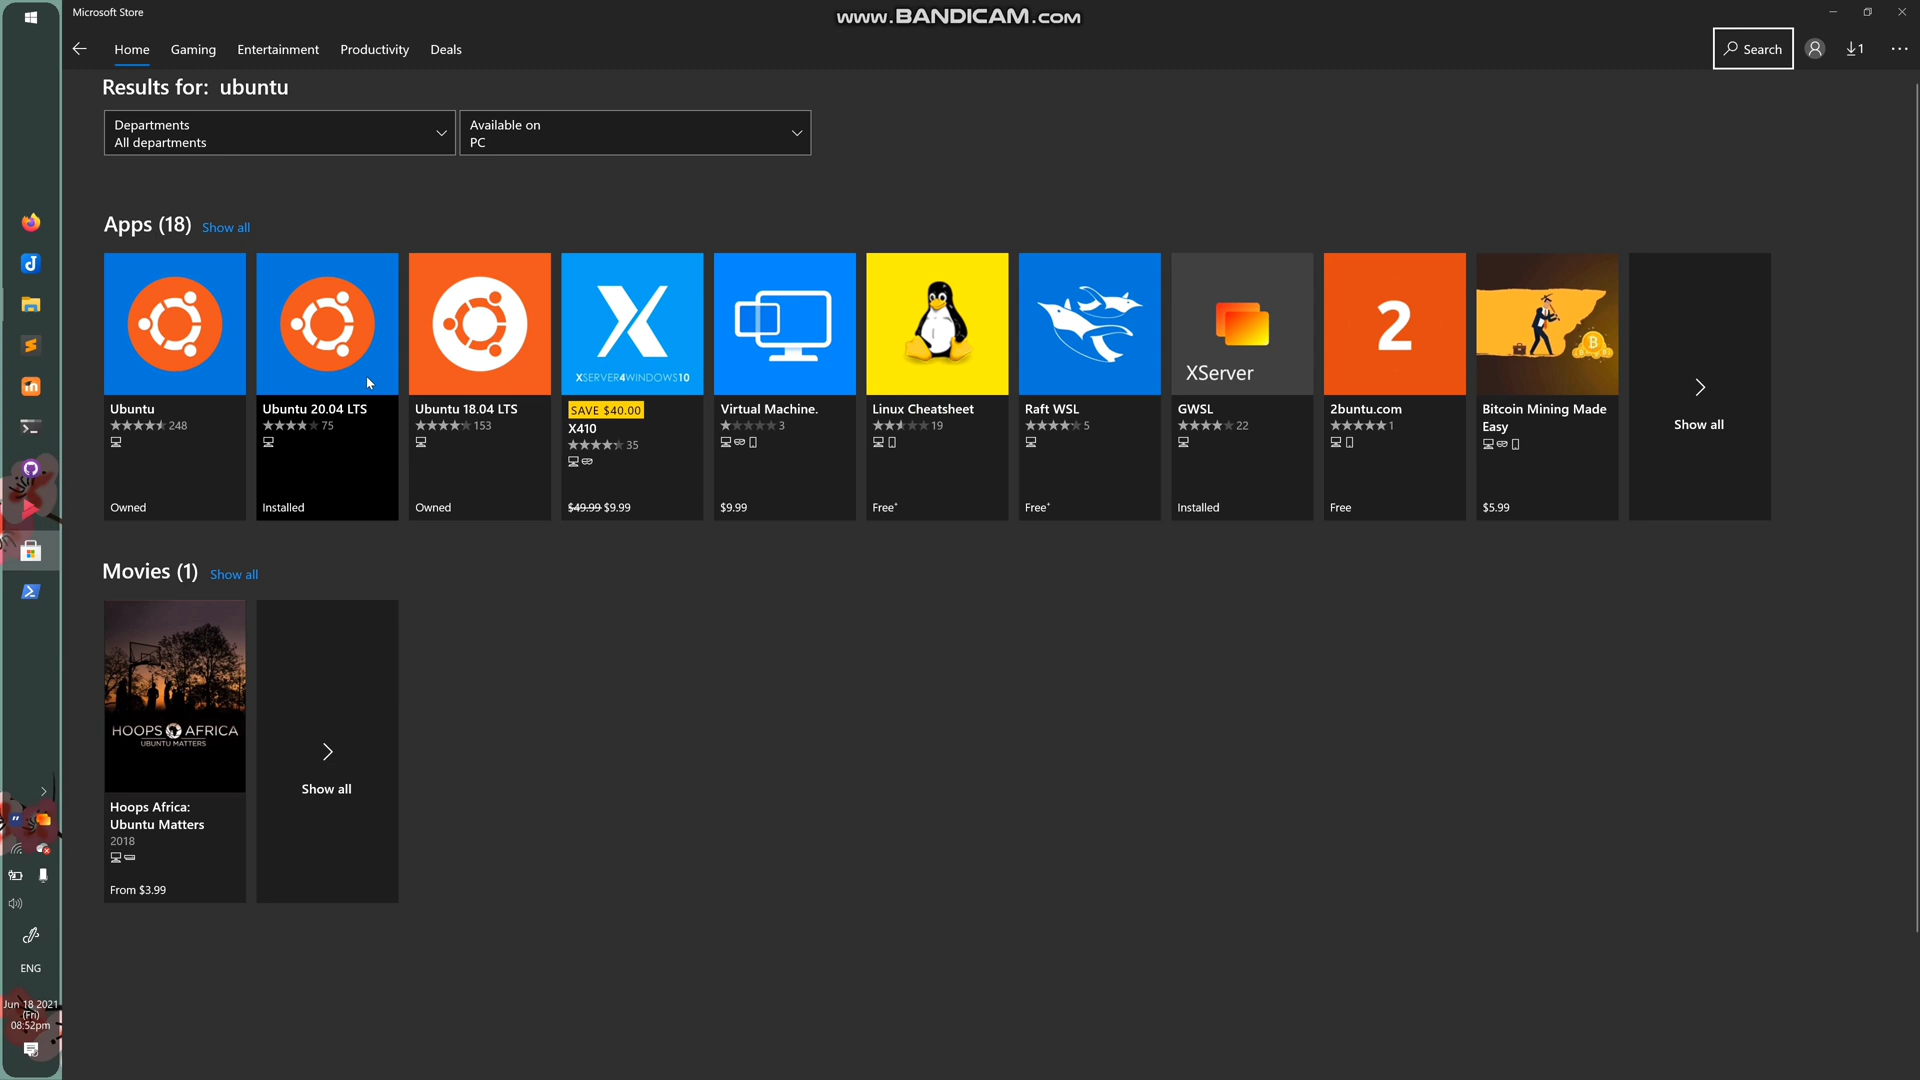 Microsoft Store
www.BANDICAM.com
Home
Gaming
Entertainment
Productivity
Deals
Search
1
Results for: ubuntu
Departments
All departments
Available on
PC
Apps (18)
Show all
Ubuntu
248
Owned
Ubuntu 20.04 LTS
75
Installed
Ubuntu 18.04 LTS
153
Owned
XSERVER4WINDOWS10
SAVE $40.00
X410
35
$49.99 $9.99
Virtual Machine.
3
$9.99
Linux Cheatsheet
19
Free+
Raft WSL
5
Free+
XServer
GWSL
22
Installed
2
2buntu.com
1
Free
Bitcoin Mining Made
Easy
$5.99
Show all
Movies (1)
Show all
HOOPS AFRICA
UBUNTU MATTERS
Hoops Africa:
Ubuntu Matters
2018
From $3.99
Show all
ENG
Jun 18 2021
(Fri)
08:52pm